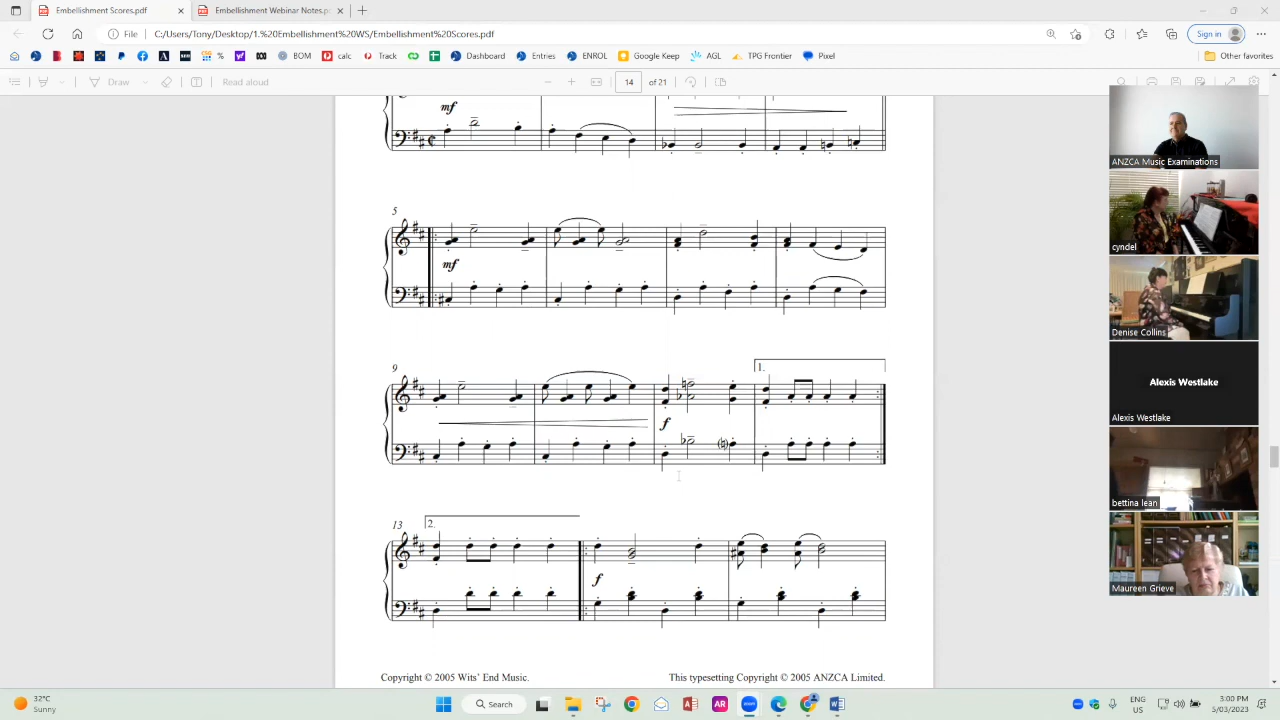 Embellishment Scores.pdf
Embellishment Webinar Notes.pdf
File
C:/Users/Tony/Desktop/1.%20Embellishment%20WS/Embellishment%20Scores.pdf
Sign in
BOM
calc
Track
Dashboard
Entries
ENROL
Google Keep
AGL
TPG Frontier
Pixel
Other favorites
Draw
Read aloud
14
of 21
mf
5
mf
9
f
1.
13
2.
f
Copyright © 2005 Wits' End Music.
This typesetting Copyright © 2005 ANZCA Limited.
ANZCA Music Examinations
cyndel
Denise Collins
Alexis Westlake
Alexis Westlake
bettina lean
Maureen Grieve
32°C
Sunny
Search
zoom
ENG
US
3:00 PM
5/03/2023